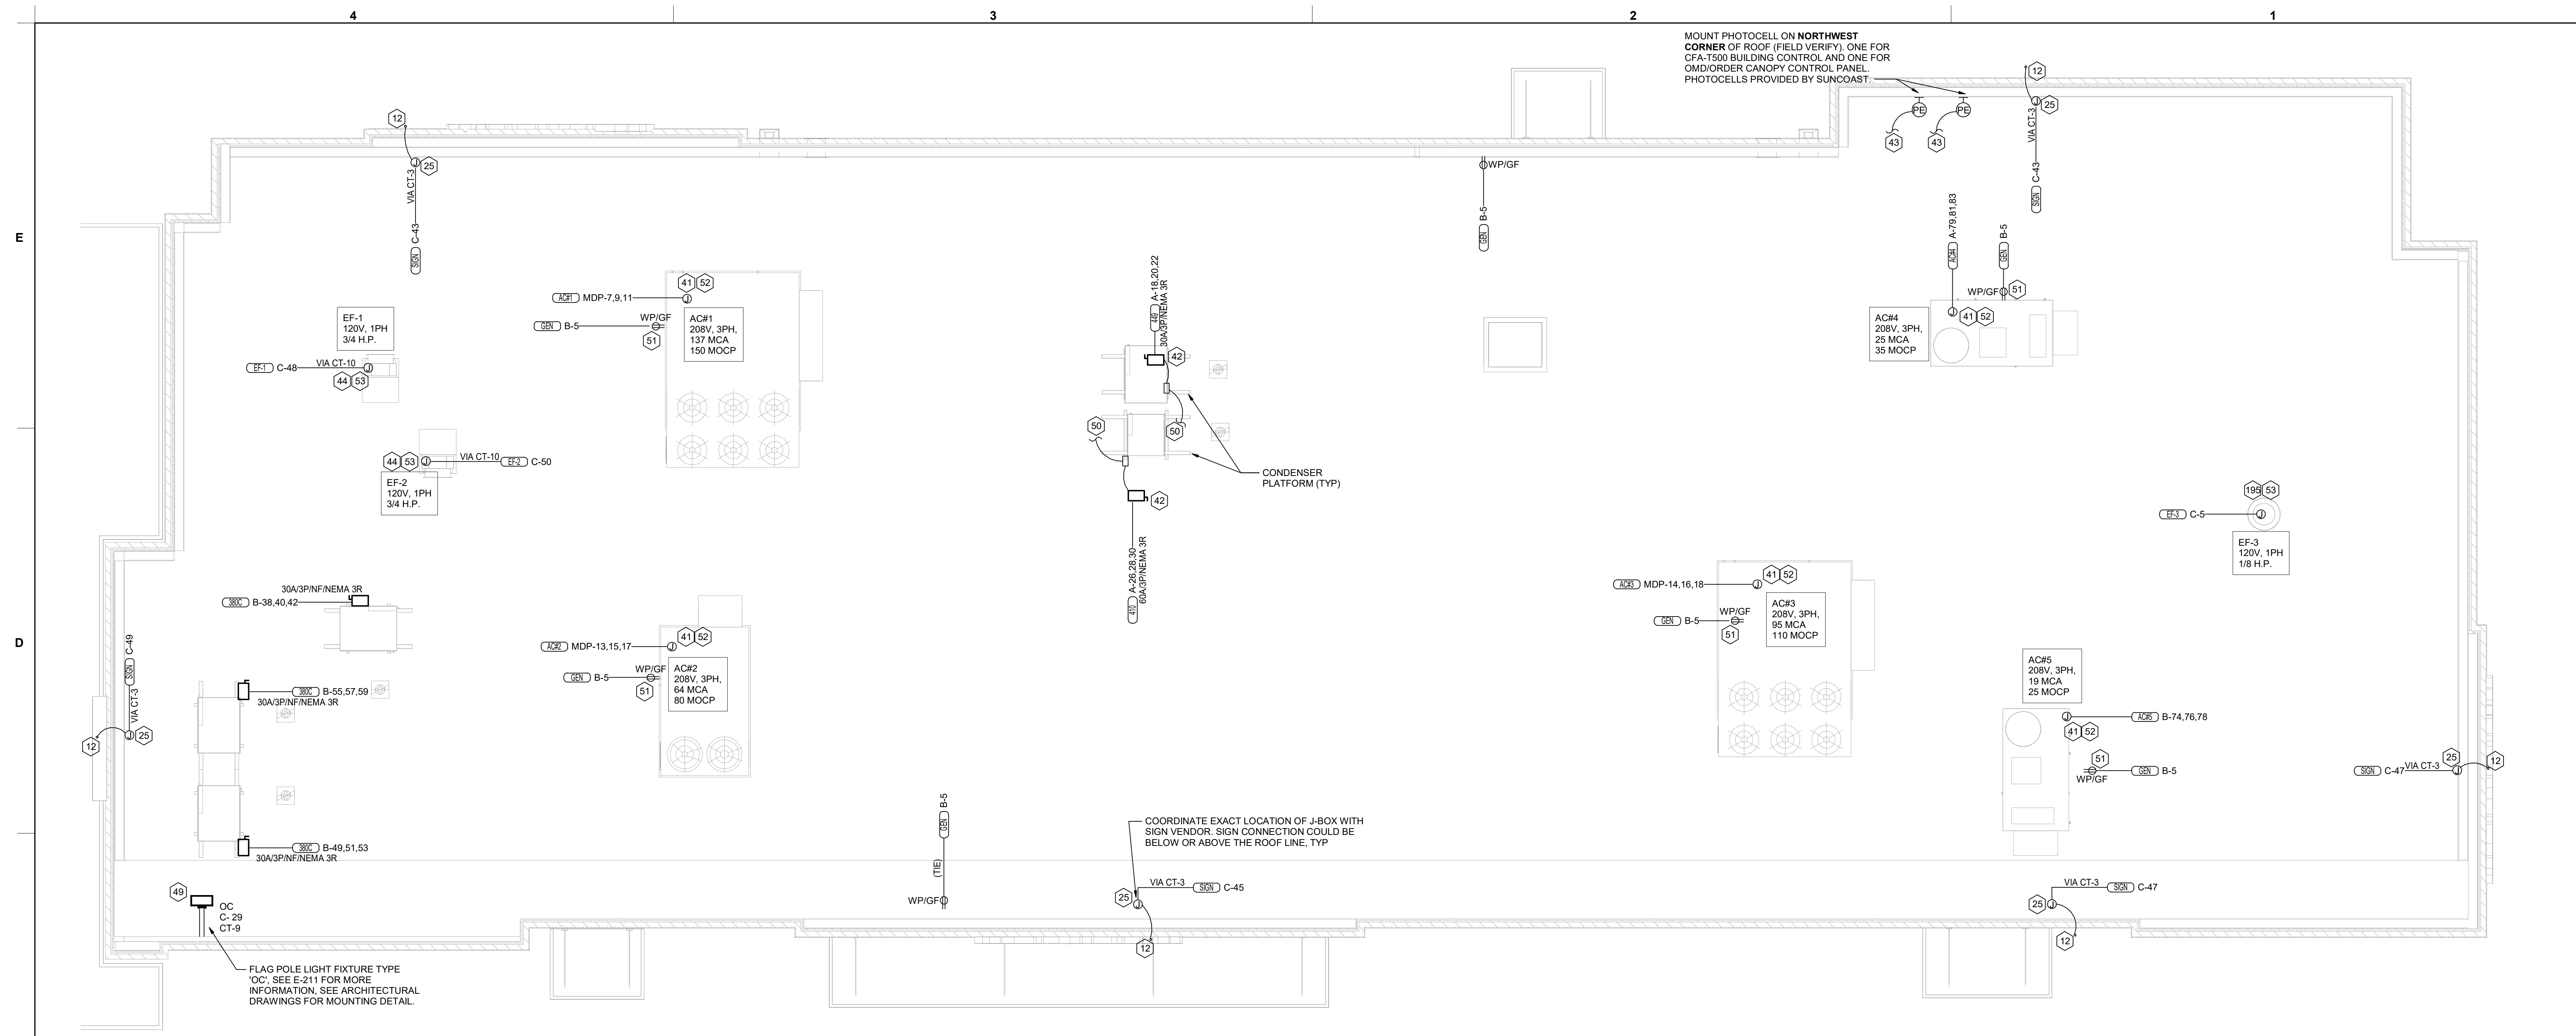 4
3
2
1
E
D
MOUNT PHOTOCELL ON NORTHWEST
CORNER OF ROOF (FIELD VERIFY). ONE FOR
CFA-T500 BUILDING CONTROL AND ONE FOR
OMD/ORDER CANOPY CONTROL PANEL.
PHOTOCELLS PROVIDED BY SUNCOAST.
PE
PE
43
43
12
25
VIA CT-3
C-43
SIGN
12
25
VIA CT-3
C-43
SIGN
WP/GF
B-5
GEN
A-79,81,83
AC#4
B-5
GEN
WP/GF
51
J
41
52
AC#4
208V, 3PH,
25 MCA
35 MOCP
EF-1
120V, 1PH
3/4 H.P.
EF-1
C-48
VIA CT-10
J
44
53
AC#1
MDP-7,9,11
J
41
52
GEN
B-5
WP/GF
51
AC#1
208V, 3PH,
137 MCA
150 MOCP
A-18,20,22
449
30A/3P/NEMA 3R
42
50
50
42
A-26,28,30
410
60A/3P/NEMA 3R
CONDENSER
PLATFORM (TYP)
44
53
J
VIA CT-10
EF-2
C-50
EF-2
120V, 1PH
3/4 H.P.
195
53
EF-3
C-5
J
EF-3
120V, 1PH
1/8 H.P.
30A/3P/NF/NEMA 3R
380C
B-38,40,42
C-49
SIGN
VIA CT-3
12
25
380C
B-55,57,59
30A/3P/NF/NEMA 3R
380C
B-49,51,53
30A/3P/NF/NEMA 3R
AC#2
MDP-13,15,17
J
41
52
GEN
B-5
WP/GF
51
AC#2
208V, 3PH,
64 MCA
80 MOCP
AC#3
MDP-14,16,18
J
41
52
GEN
B-5
WP/GF
51
AC#3
208V, 3PH,
95 MCA
110 MOCP
AC#5
208V, 3PH,
19 MCA
25 MOCP
J
AC#5
B-74,76,78
41
52
51
WP/GF
GEN
B-5
SIGN
C-47
VIA CT-3
25
12
B-5
GEN
(TIE)
WP/GF
COORDINATE EXACT LOCATION OF J-BOX WITH
SIGN VENDOR. SIGN CONNECTION COULD BE
BELOW OR ABOVE THE ROOF LINE, TYP
VIA CT-3
SIGN
C-45
25
J
12
VIA CT-3
SIGN
C-47
25
J
12
49
OC
C- 29
CT-9
FLAG POLE LIGHT FIXTURE TYPE
'OC', SEE E-211 FOR MORE
INFORMATION, SEE ARCHITECTURAL
DRAWINGS FOR MOUNTING DETAIL.